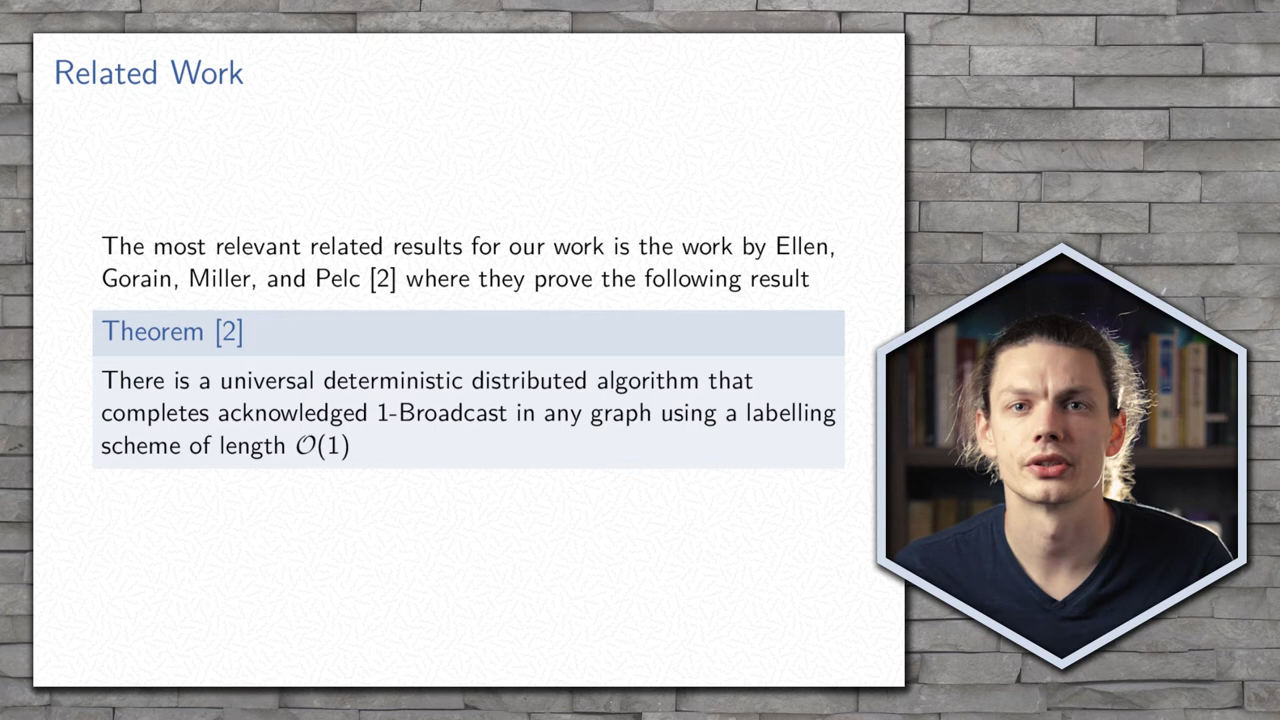 Related Work
The most relevant related results for our work is the work by Ellen,
Gorain, Miller, and Pelc [2] where they prove the following result
Theorem [2]
There is a universal deterministic distributed algorithm that
completes acknowledged 1-Broadcast in any graph using a labelling
scheme of length 𝒪(1)